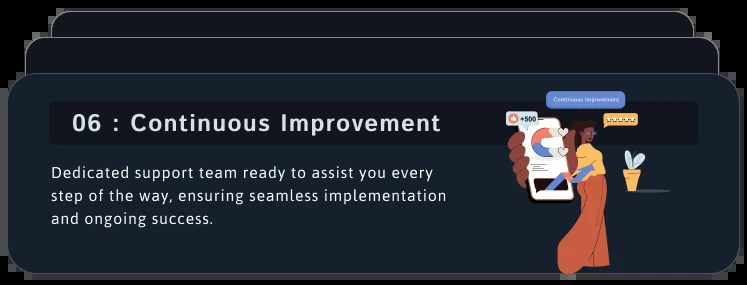 Continuous Improvement!
+500
06 : Continuous Improvement
Dedicated support team ready to assist you every
step of the way, ensuring seamless implementation
and ongoing success.